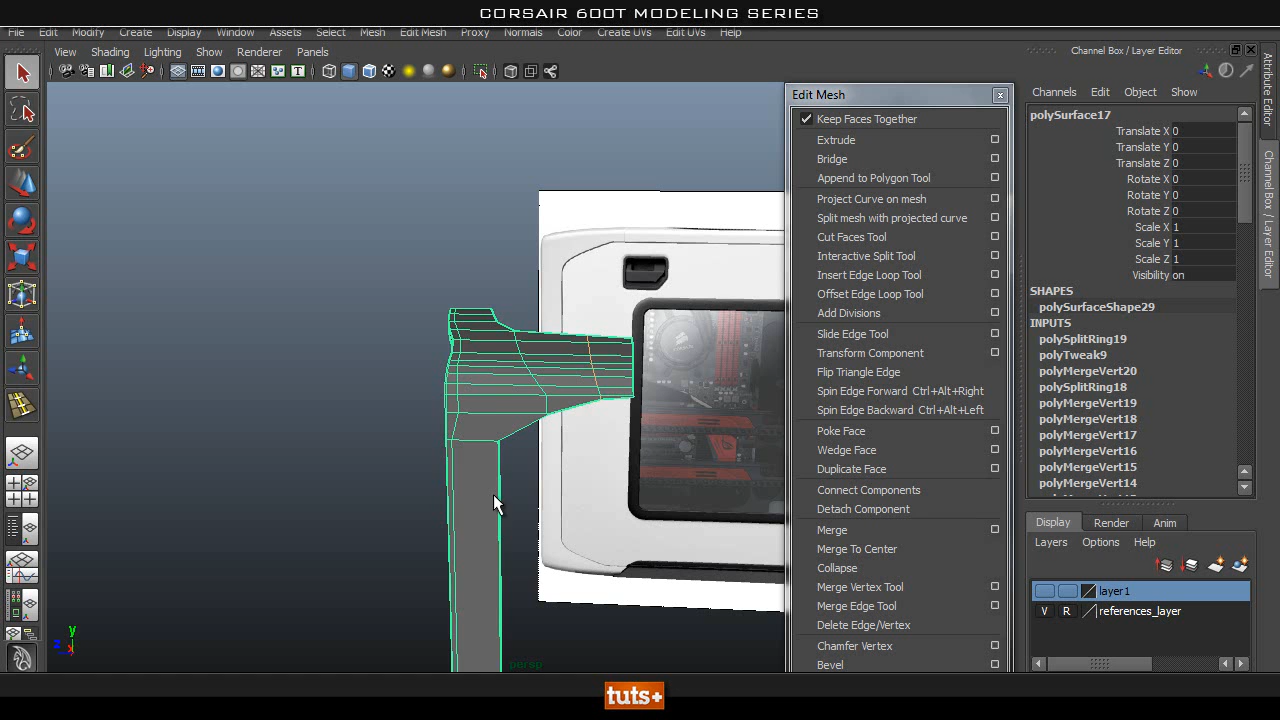 CORSAIR 600T MODELING SERIES
File Edit Modify Create Display Window Assets Select Mesh Edit Mesh Proxy Normals Color Create UVs Edit UVs Help
View Shading Lighting Show Renderer Panels
Channel Box / Layer Editor
Edit Mesh
Keep Faces Together
Extrude
Bridge
Append to Polygon Tool
Project Curve on mesh
Split mesh with projected curve
Cut Faces Tool
Interactive Split Tool
Insert Edge Loop Tool
Offset Edge Loop Tool
Add Divisions
Slide Edge Tool
Transform Component
Flip Triangle Edge
Spin Edge Forward Ctrl+Alt+Right
Spin Edge Backward Ctrl+Alt+Left
Poke Face
Wedge Face
Duplicate Face
Connect Components
Detach Component
Merge
Merge To Center
Collapse
Merge Vertex Tool
Merge Edge Tool
Delete Edge/Vertex
Chamfer Vertex
Bevel
Channels Edit Object Show
polySurface17
Translate X 0
Translate Y 0
Translate Z 0
Rotate X 0
Rotate Y 0
Rotate Z 0
Scale X 1
Scale Y 1
Scale Z 1
Visibility on
SHAPES
polySurfaceShape29
INPUTS
polySplitRing19
polyTweak9
polyMergeVert20
polySplitRing18
polyMergeVert19
polyMergeVert18
polyMergeVert17
polyMergeVert16
polyMergeVert15
polyMergeVert14
Display Render Anim
Layers Options Help
layer1
V R references_layer
Attribute Editor
Channel Box / Layer Editor
y
z
x
persp
tuts+